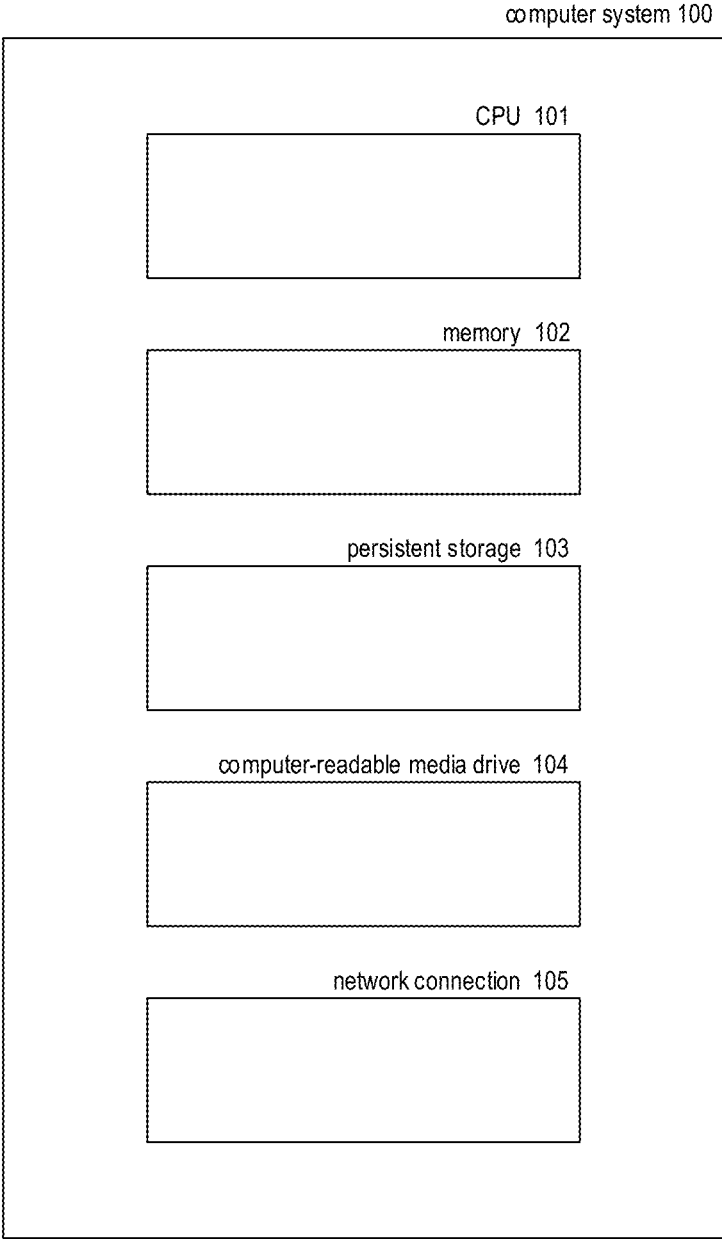 computer system 100
CPU 101
memory 102
persistent storage 103
computer-readable media drive 104
network connection 105